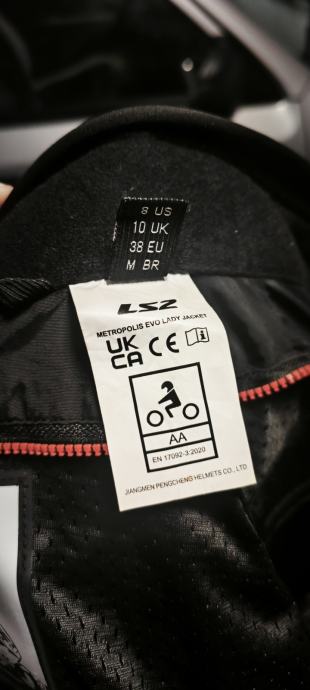 8 US
10 UK
38 EU
M BR
LS2
METROPOLIS EVO LADY JACKET
UK
CA CE i
AA
EN 17092-3:2020
JIANGMEN PENGCHENG HELMETS CO., LTD